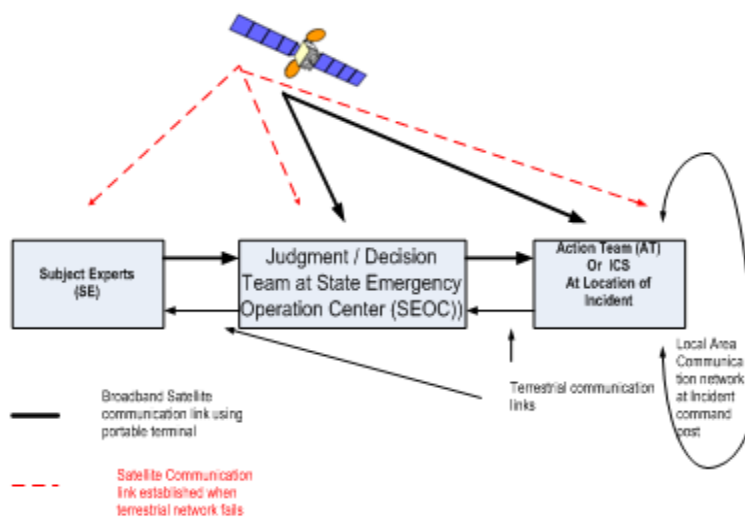 Subject Experts
(SE)
Judgment / Decision
Team at State Emergency
Operation Center (SEOC))
Action Team (AT)
Or ICS
At Location of
Incident
Local Area
Communica
tion network
at Incident
command
post
Terrestrial communication
links
Broadband Satellite
communication link using
portable terminal
Satellite Communication
link established when
terrestrial network fails